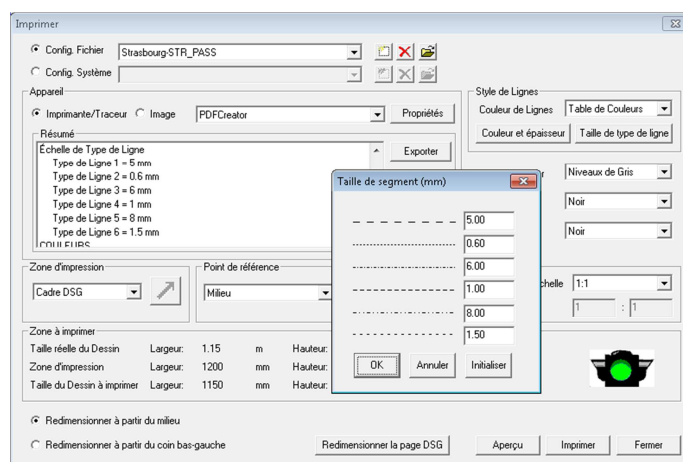 Imprimer
Config. Fichier Strasbourg-STR_PASS
Config. Système
Appareil
Imprimante/Traceur Image PDFCreator Propriétés
Résumé
Échelle de Type de Ligne
Type de Ligne 1 = 5 mm
Type de Ligne 2 = 0.6 mm
Type de Ligne 3 = 6 mm
Type de Ligne 4 = 1 mm
Type de Ligne 5 = 8 mm
Type de Ligne 6 = 1.5 mm
COULEURS
Exporter
Style de Lignes
Couleur de Lignes Table de Couleurs
Couleur et épaisseur Taille de type de ligne
Niveaux de Gris
Noir
Noir
Taille de segment (mm)
5.00
0.60
6.00
1.00
8.00
1.50
OK Annuler Initialiser
Zone d'impression
Cadre DSG
Point de référence
Milieu
chelle 1:1
1 : 1
Zone à imprimer
Taille réelle du Dessin Largeur: 1.15 m Hauteur:
Zone d'impression Largeur: 1200 mm Hauteur:
Taille du Dessin à imprimer Largeur: 1150 mm Hauteur:
Redimensionner à partir du milieu
Redimensionner à partir du coin bas-gauche
Redimensionner la page DSG Aperçu Imprimer Fermer